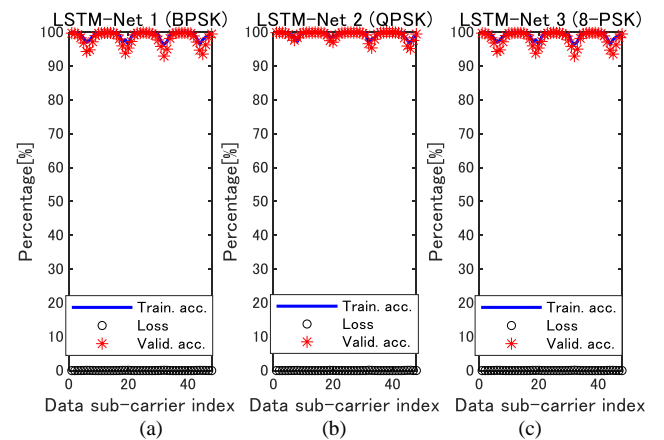 LSTM-Net 1 (BPSK)
100
90
80
70
60
50
40
30
20
10
0
Percentage[%]
Train. acc.
Loss
Valid. acc.
0 20 40
Data sub-carrier index
(a)
LSTM-Net 2 (QPSK)
100
90
80
70
60
50
40
30
20
10
0
Percentage[%]
Train. acc.
Loss
Valid. acc.
0 20 40
Data sub-carrier index
(b)
LSTM-Net 3 (8-PSK)
100
90
80
70
60
50
40
30
20
10
0
Percentage[%]
Train. acc.
Loss
Valid. acc.
0 20 40
Data sub-carrier index
(c)